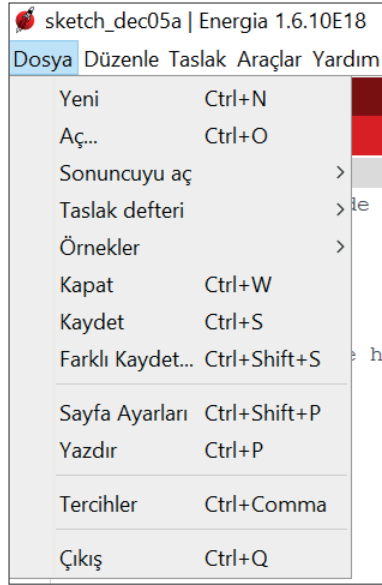 sketch_dec05a | Energia 1.6.10E18
Dosya Düzenle Taslak Araçlar Yardım
Yeni Ctrl+N
Aç... Ctrl+O
Sonuncuyu aç
Taslak defteri
Örnekler
Kapat Ctrl+W
Kaydet Ctrl+S
Farklı Kaydet... Ctrl+Shift+S
Sayfa Ayarları Ctrl+Shift+P
Yazdır Ctrl+P
Tercihler Ctrl+Comma
Çıkış Ctrl+Q